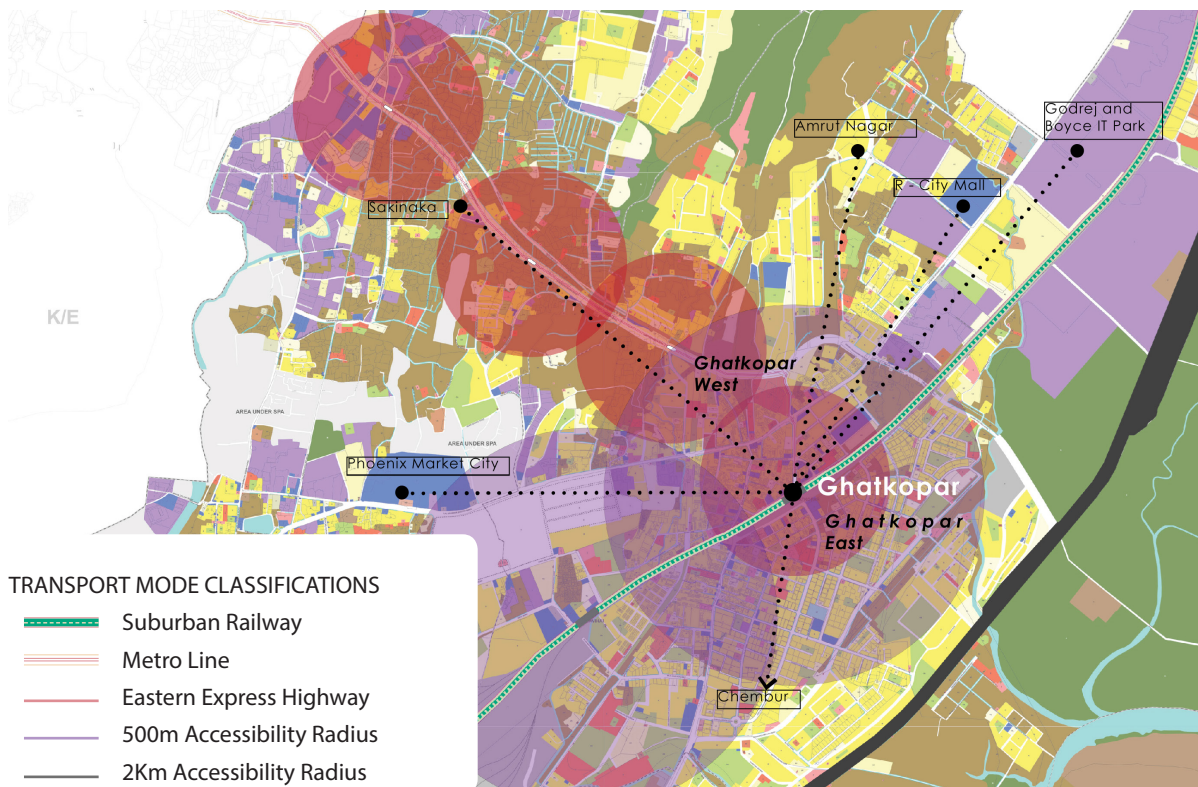 Godrej and
Boyce IT Park
Amrut Nagar
R - City Mall
Sakinaka
K/E
Ghatkopar
West
AREA UNDER SPA
AREA UNDER SPA
Phoenix Market City
Ghatkopar
Ghatkopar
East
Chembur
TRANSPORT MODE CLASSIFICATIONS
Suburban Railway
Metro Line
Eastern Express Highway
500m Accessibility Radius
2Km Accessibility Radius